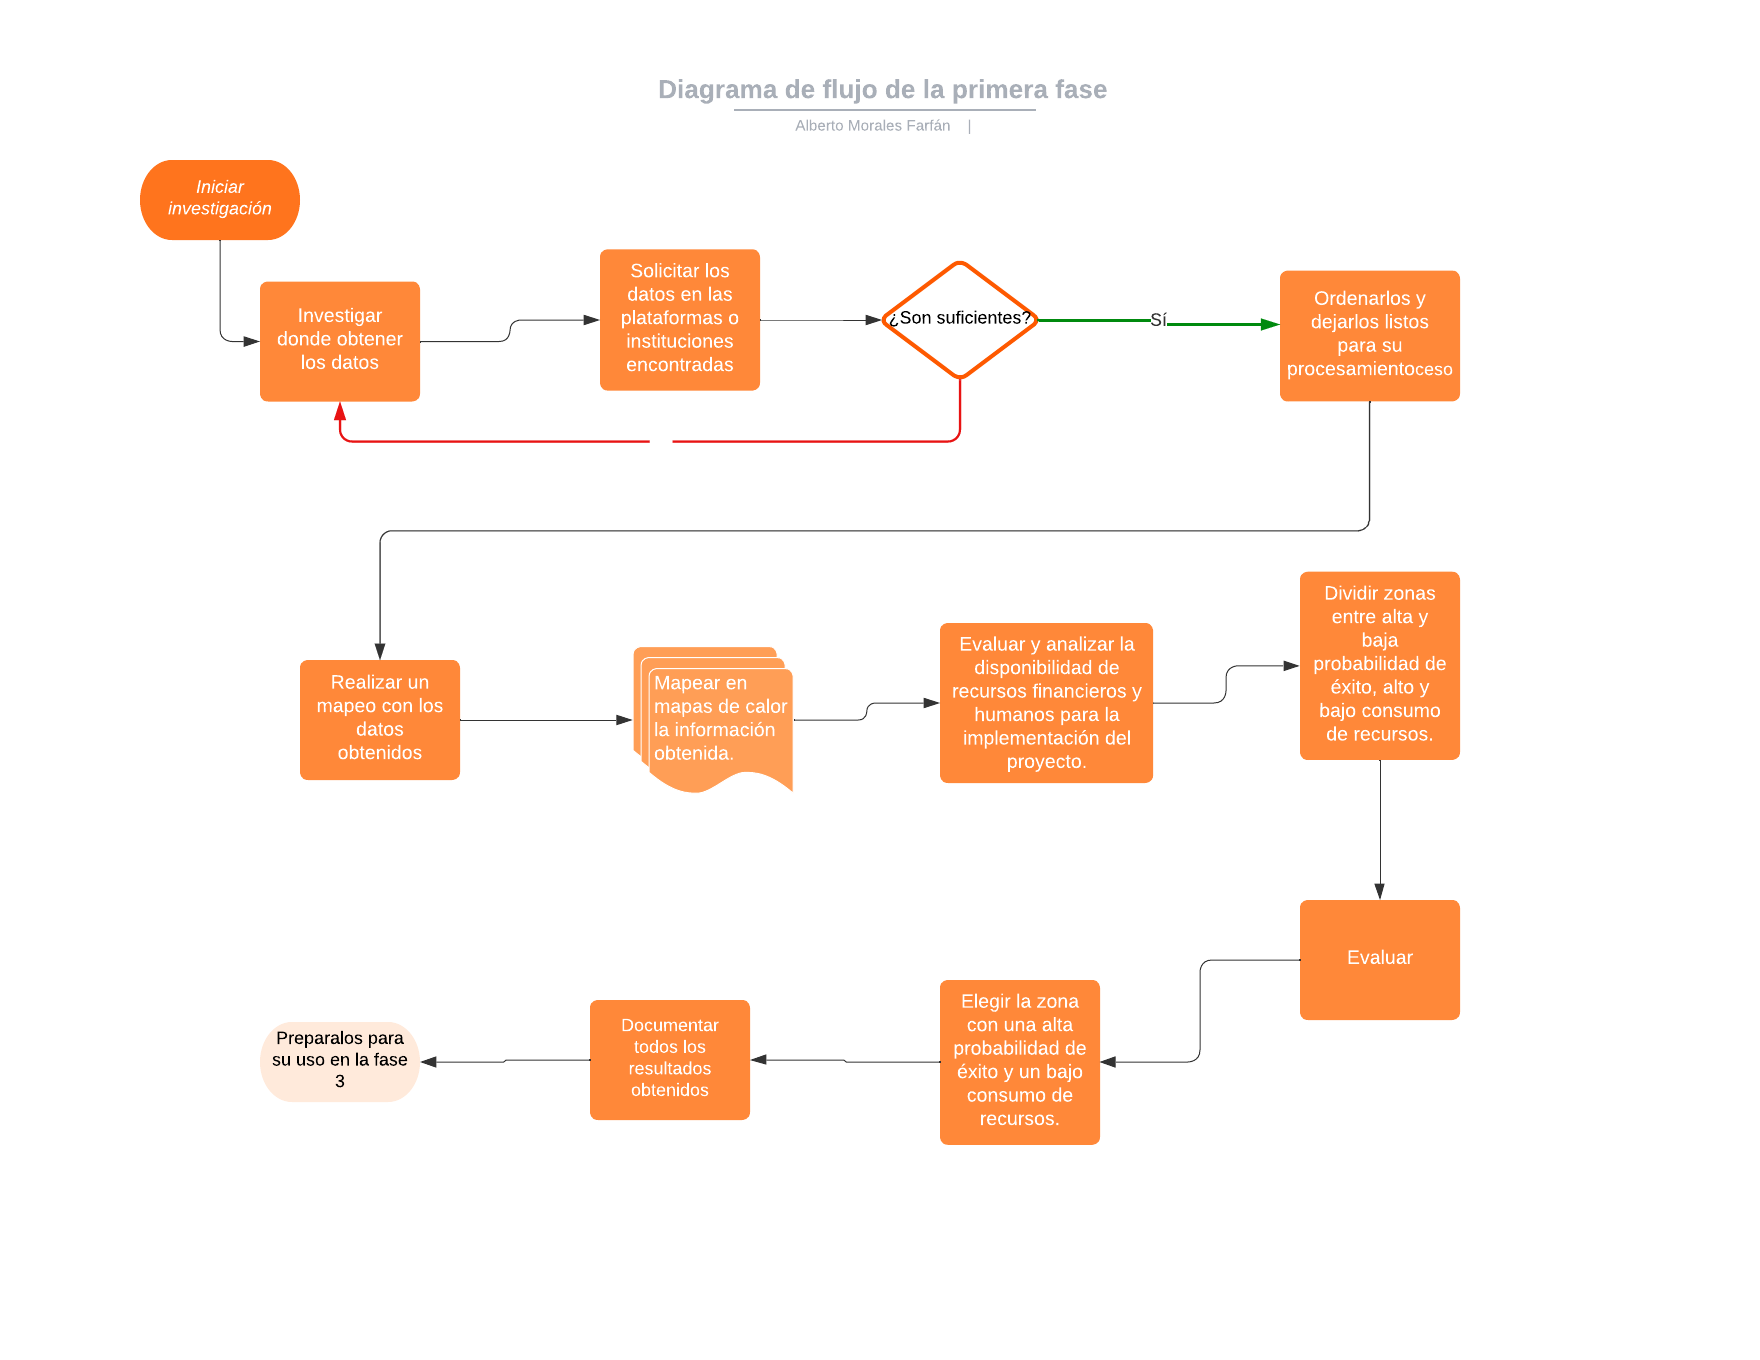 Diagrama de flujo de la primera fase
Alberto Morales Farfán |
Iniciar
investigación
Investigar
donde obtener
los datos
Solicitar los
datos en las
plataformas o
instituciones
encontradas
¿Son suficientes?
Sí
Ordenarlos y
dejarlos listos
para su
procesamientoceso
Realizar un
mapeo con los
datos
obtenidos
Mapear en
mapas de calor
la información
obtenida.
Evaluar y analizar la
disponibilidad de
recursos financieros y
humanos para la
implementación del
proyecto.
Dividir zonas
entre alta y
baja
probabilidad de
éxito, alto y
bajo consumo
de recursos.
Evaluar
Elegir la zona
con una alta
probabilidad de
éxito y un bajo
consumo de
recursos.
Documentar
todos los
resultados
obtenidos
Preparalos para
su uso en la fase
3